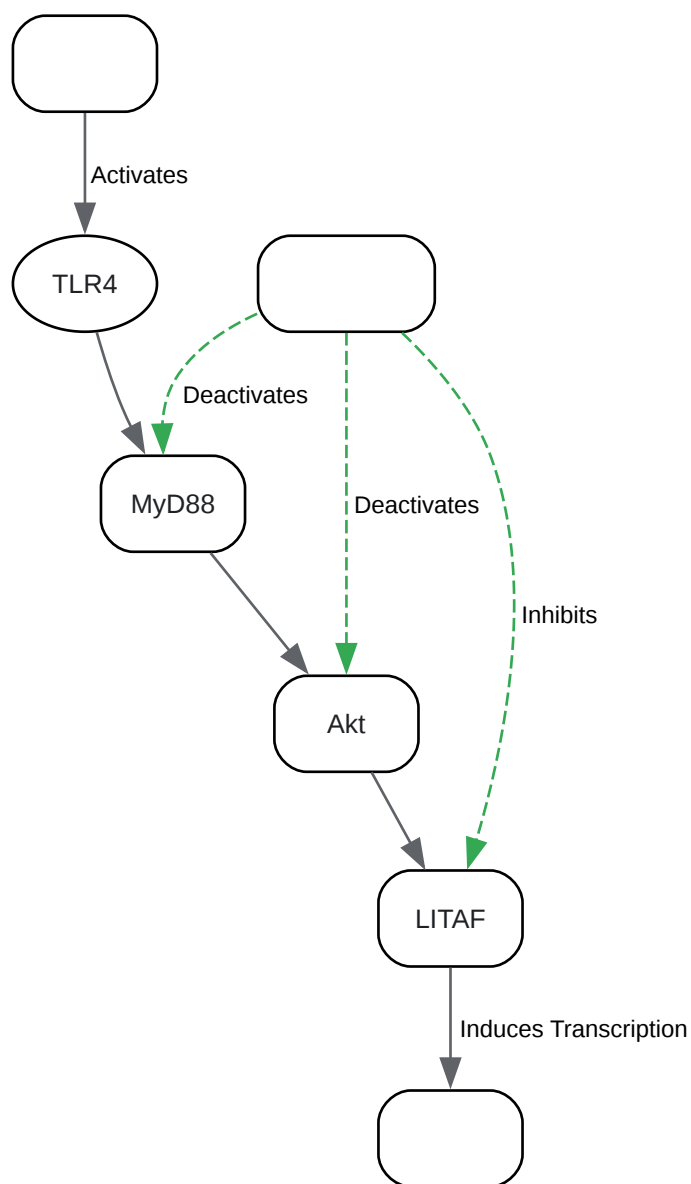 Activates
TLR4
Deactivates
MyD88
Deactivates
Inhibits
Akt
LITAF
Induces Transcription